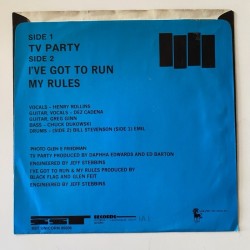 SIDE 1
TV PARTY
SIDE 2
I'VE GOT TO RUN
MY RULES
VOCALS - HENRY ROLLINS
GUITAR, VOCALS - DEZ CADENA
GUITAR, GREG GINN
BASS - CHUCK DUKOWSKI
DRUMS - (SIDE 2) BILL STEVENSON (SIDE 1) EMIL
PHOTO GLEN E FRIEDMAN
TV PARTY PRODUCED BY DAPHNA EDWARDS AND ED BARTON
ENGINEERED BY JEFF STEBBINS
I'VE GOT TO RUN & MY RULES PRODUCED BY
BLACK FLAG AND GLEN FEIT
ENGINEERED BY JEFF STEBBINS
SST RECORDS